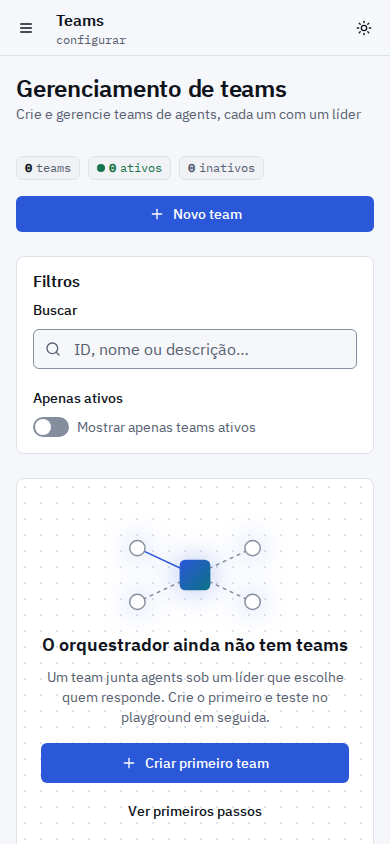 Teams
configurar
Gerenciamento de teams
Crie e gerencie teams de agents, cada um com um líder
0 teams
0 ativos
0 inativos
Novo team
Filtros
Buscar
ID, nome ou descrição...
Apenas ativos
Mostrar apenas teams ativos
O orquestrador ainda não tem teams
Um team junta agents sob um líder que escolhe
quem responde. Crie o primeiro e teste no
playground em seguida.
Criar primeiro team
Ver primeiros passos